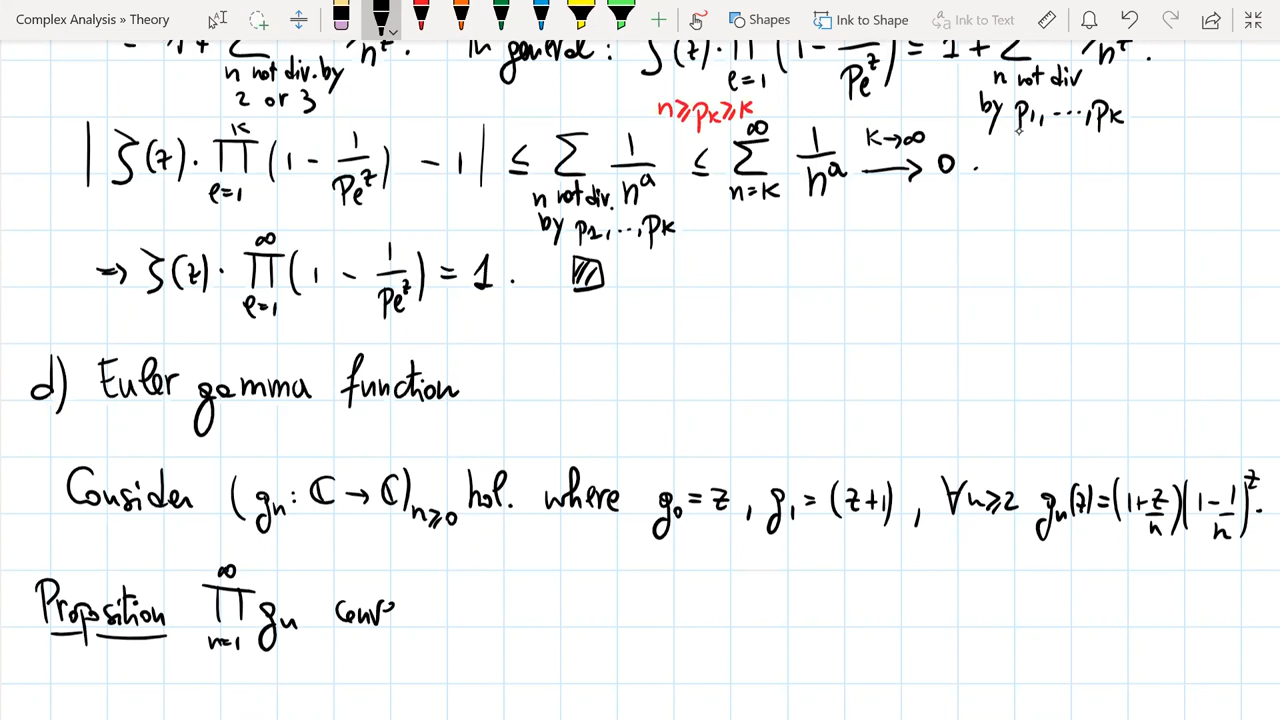 Complex Analysis » Theory Shapes Ink to Shape Ink to Text
n not div. by
2 or 3
n^z. In general: ζ(z)·∏_{ℓ=1} (1 - 1/p_ℓ^z) = 1 + Σ_{n not div by p_1,...,p_k} 1/n^z.
n ≥ p_k ≥ k
|ζ(z)·∏_{ℓ=1}^{k} (1 - 1/p_ℓ^z) - 1| ≤ Σ_{n not div. by p_1,...,p_k} 1/n^a ≤ Σ_{n=k}^{∞} 1/n^a →^{k→∞} 0.
⇒ ζ(z)·∏_{ℓ=1}^{∞} (1 - 1/p_ℓ^z) = 1.
d) Euler gamma function
Consider (g_n: ℂ → ℂ)_{n≥0} hol. where g_0 = z, g_1 = (z+1), ∀n≥2 g_n(z) = (1 + z/n)(1 - 1/n)^z.
Proposition ∏_{n=1}^{∞} g_n conv